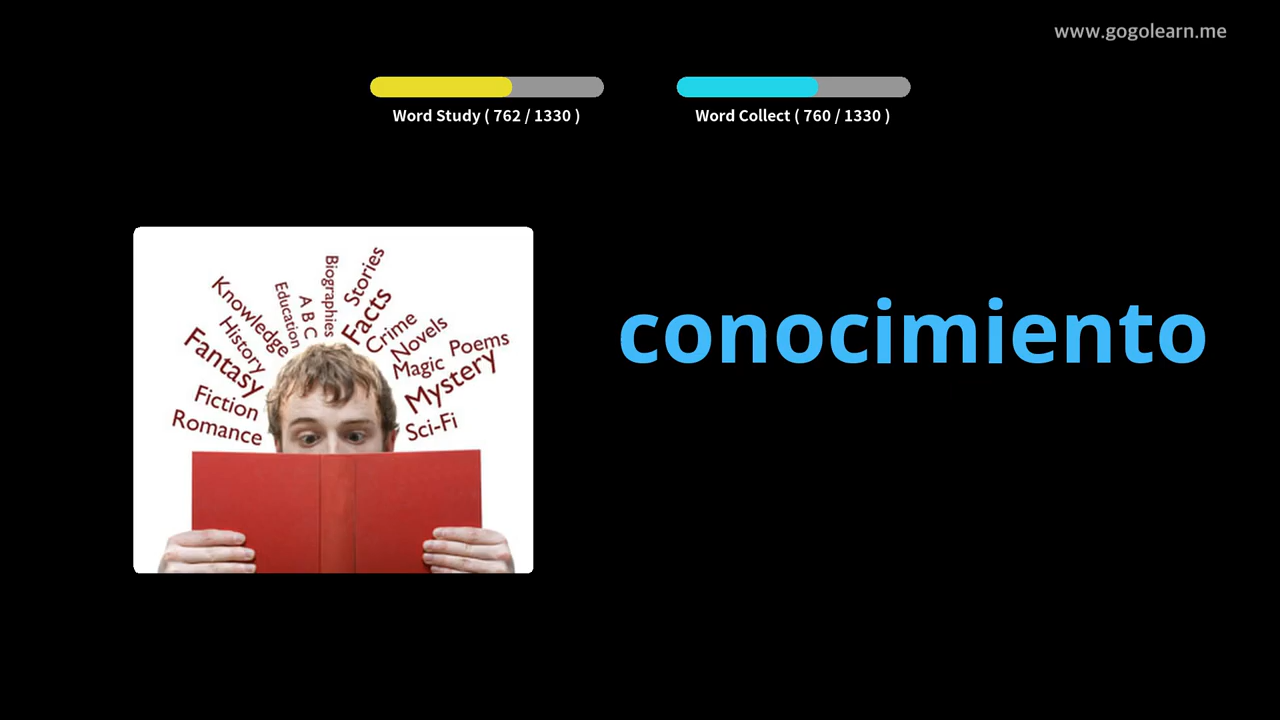 www.gogolearn.me
Word Study ( 762 / 1330 )
Word Collect ( 760 / 1330 )
Knowledge
Education
A B C
Biographies
Stories
Facts
Crime
Novels
Poems
Magic
Mystery
Sci-Fi
History
Fantasy
Fiction
Romance
conocimiento